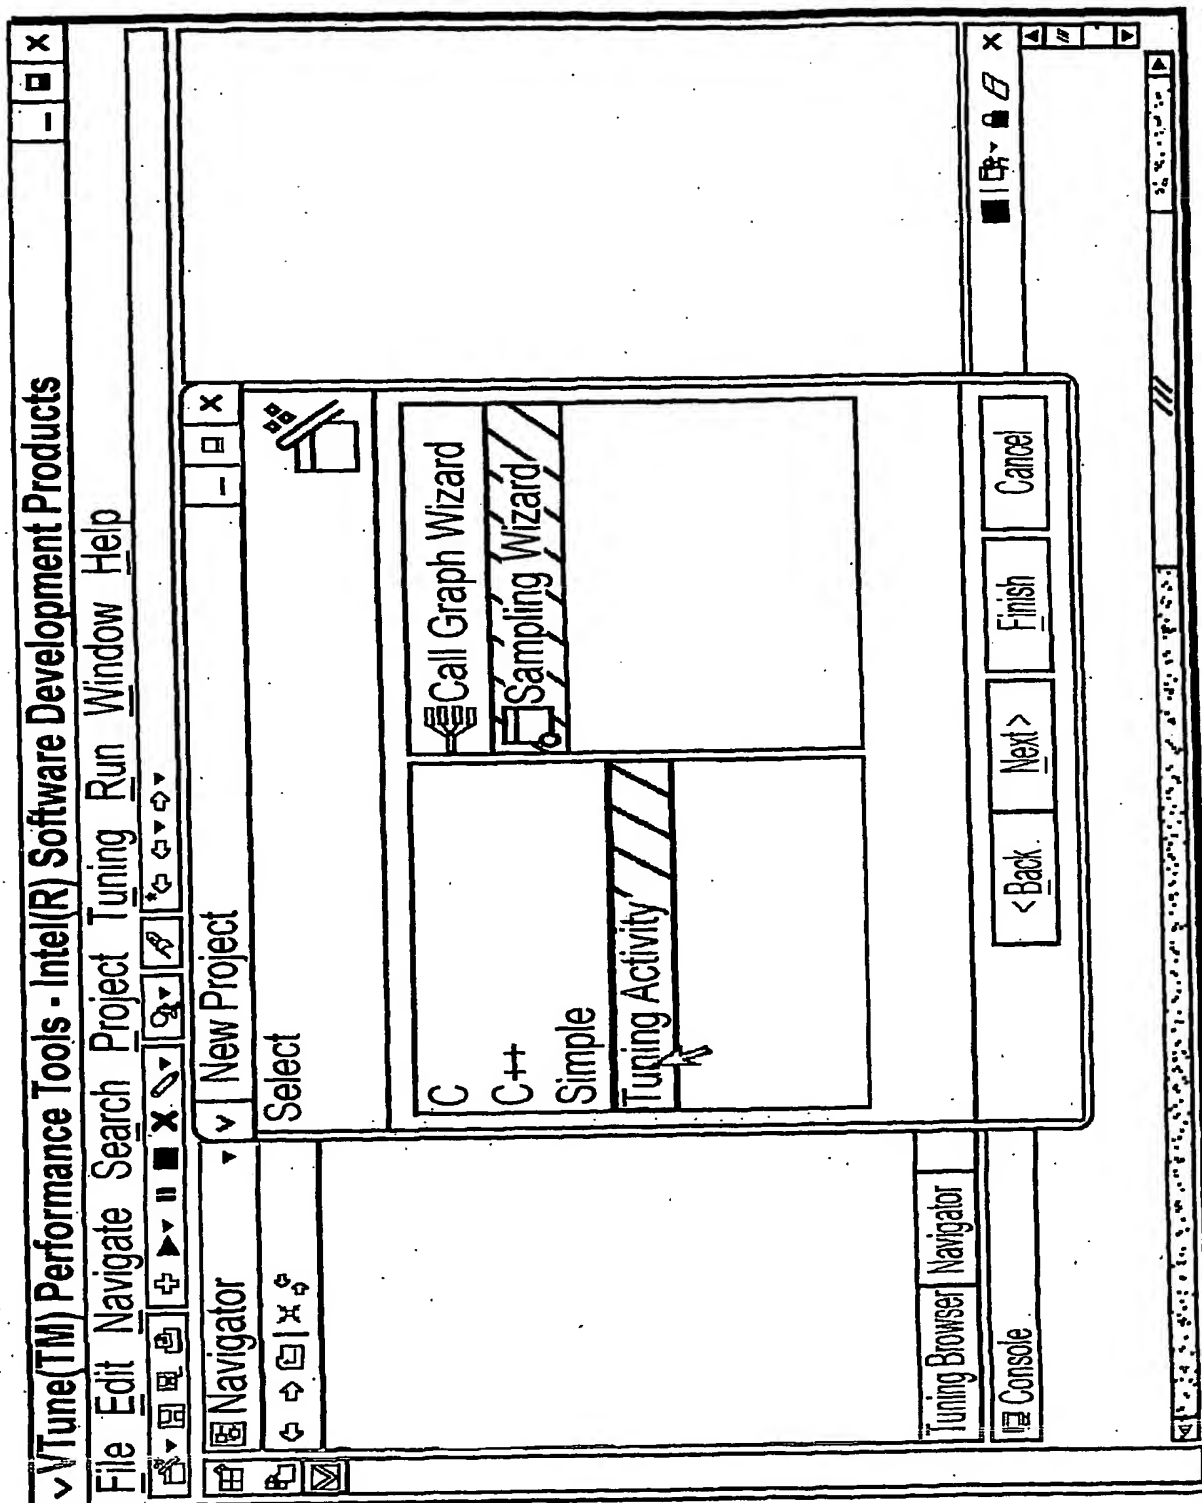 VTune(TM) Performance Tools - Intel(R) Software Development Products
File Edit Navigate Search Project Tuning Run Window Help
Navigator
New Project
Select
C
C++
Simple
Tuning Activity
Call Graph Wizard
Sampling Wizard
< Back
Next >
Finish
Cancel
Tuning Browser
Navigator
Console